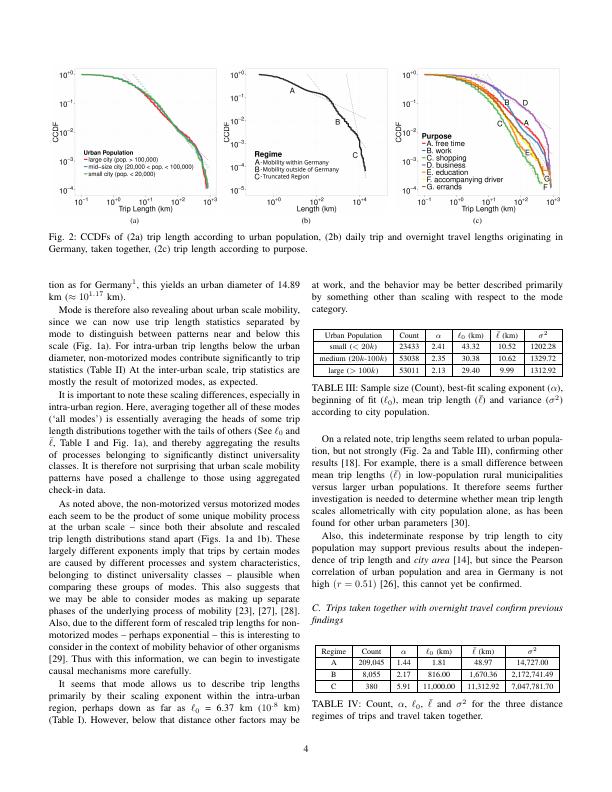 10+0
10−1
10−2
10−3
10−4
CCDF
Urban Population
large city (pop. > 100,000)
mid–size city (20,000 < pop. < 100,000)
small city (pop. < 20,000)
10−1 10+0 10+1 10+2 10+3
Trip Length (km)
(a)
10+0
10−1
10−2
10−3
10−4
10−5
CCDF
A
B
C
Regime
A - Mobility within Germany
B - Mobility outside of Germany
C - Truncated Region
10+0 10+2 10+4
Length (km)
(b)
10+0
10−1
10−2
10−3
10−4
CCDF
B
D
A
C
E
G
F
Purpose
A. free time
B. work
C. shopping
D. business
E. education
F. accompanying driver
G. errands
10−1 10+0 10+1 10+2 10+3
Trip Length (km)
(c)
Fig. 2: CCDFs of (2a) trip length according to urban population, (2b) daily trip and overnight travel lengths originating in
Germany, taken together, (2c) trip length according to purpose.
tion as for Germany1, this yields an urban diameter of 14.89
km (≈ 10^1.17 km).
Mode is therefore also revealing about urban scale mobility,
since we can now use trip length statistics separated by
mode to distinguish between patterns near and below this
scale (Fig. 1a). For intra-urban trip lengths below the urban
diameter, non-motorized modes contribute significantly to trip
statistics (Table II) At the inter-urban scale, trip statistics are
mostly the result of motorized modes, as expected.
It is important to note these scaling differences, especially in
intra-urban region. Here, averaging together all of these modes
('all modes') is essentially averaging the heads of some trip
length distributions together with the tails of others (See ℓ0 and
ℓ̄, Table I and Fig. 1a), and thereby aggregating the results
of processes belonging to significantly distinct universality
classes. It is therefore not surprising that urban scale mobility
patterns have posed a challenge to those using aggregated
check-in data.
As noted above, the non-motorized versus motorized modes
each seem to be the product of some unique mobility process
at the urban scale – since both their absolute and rescaled
trip length distributions stand apart (Figs. 1a and 1b). These
largely different exponents imply that trips by certain modes
are caused by different processes and system characteristics,
belonging to distinct universality classes – plausible when
comparing these groups of modes. This also suggests that
we may be able to consider modes as making up separate
phases of the underlying process of mobility [23], [27], [28].
Also, due to the different form of rescaled trip lengths for non-
motorized modes – perhaps exponential – this is interesting to
consider in the context of mobility behavior of other organisms
[29]. Thus with this information, we can begin to investigate
causal mechanisms more carefully.
It seems that mode allows us to describe trip lengths
primarily by their scaling exponent within the intra-urban
region, perhaps down as far as ℓ0 = 6.37 km (10^.8 km)
(Table I). However, below that distance other factors may be
at work, and the behavior may be better described primarily
by something other than scaling with respect to the mode
category.
Urban Population Count α ℓ0 (km) ℓ̄ (km) σ2
small (< 20k) 23433 2.41 43.32 10.52 1202.28
medium (20k-100k) 53038 2.35 30.38 10.62 1329.72
large (> 100k) 53011 2.13 29.40 9.99 1312.92
TABLE III: Sample size (Count), best-fit scaling exponent (α),
beginning of fit (ℓ0), mean trip length (ℓ̄) and variance (σ2)
according to city population.
On a related note, trip lengths seem related to urban popula-
tion, but not strongly (Fig. 2a and Table III), confirming other
results [18]. For example, there is a small difference between
mean trip lengths (ℓ̄) in low-population rural municipalities
versus larger urban populations. It therefore seems further
investigation is needed to determine whether mean trip length
scales allometrically with city population alone, as has been
found for other urban parameters [30].
Also, this indeterminate response by trip length to city
population may support previous results about the indepen-
dence of trip length and city area [14], but since the Pearson
correlation of urban population and area in Germany is not
high (r = 0.51) [26], this cannot yet be confirmed.
C. Trips taken together with overnight travel confirm previous
findings
Regime Count α ℓ0 (km) ℓ̄ (km) σ2
A 209,045 1.44 1.81 48.97 14,727.00
B 8,055 2.17 816.00 1,670.36 2,172,741.49
C 380 5.91 11,000.00 11,312.92 7,047,781.70
TABLE IV: Count, α, ℓ0, ℓ̄ and σ2 for the three distance
regimes of trips and travel taken together.
4